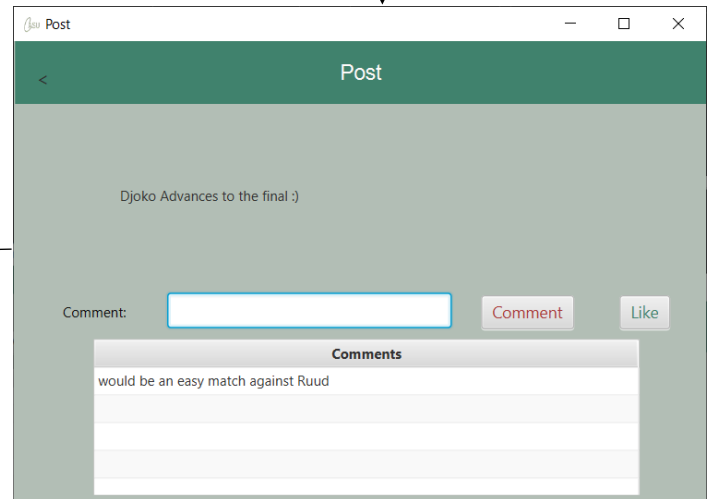 Post
Post
<
Djoko Advances to the final :)
Comment:
Comment
Like
Comments
would be an easy match against Ruud